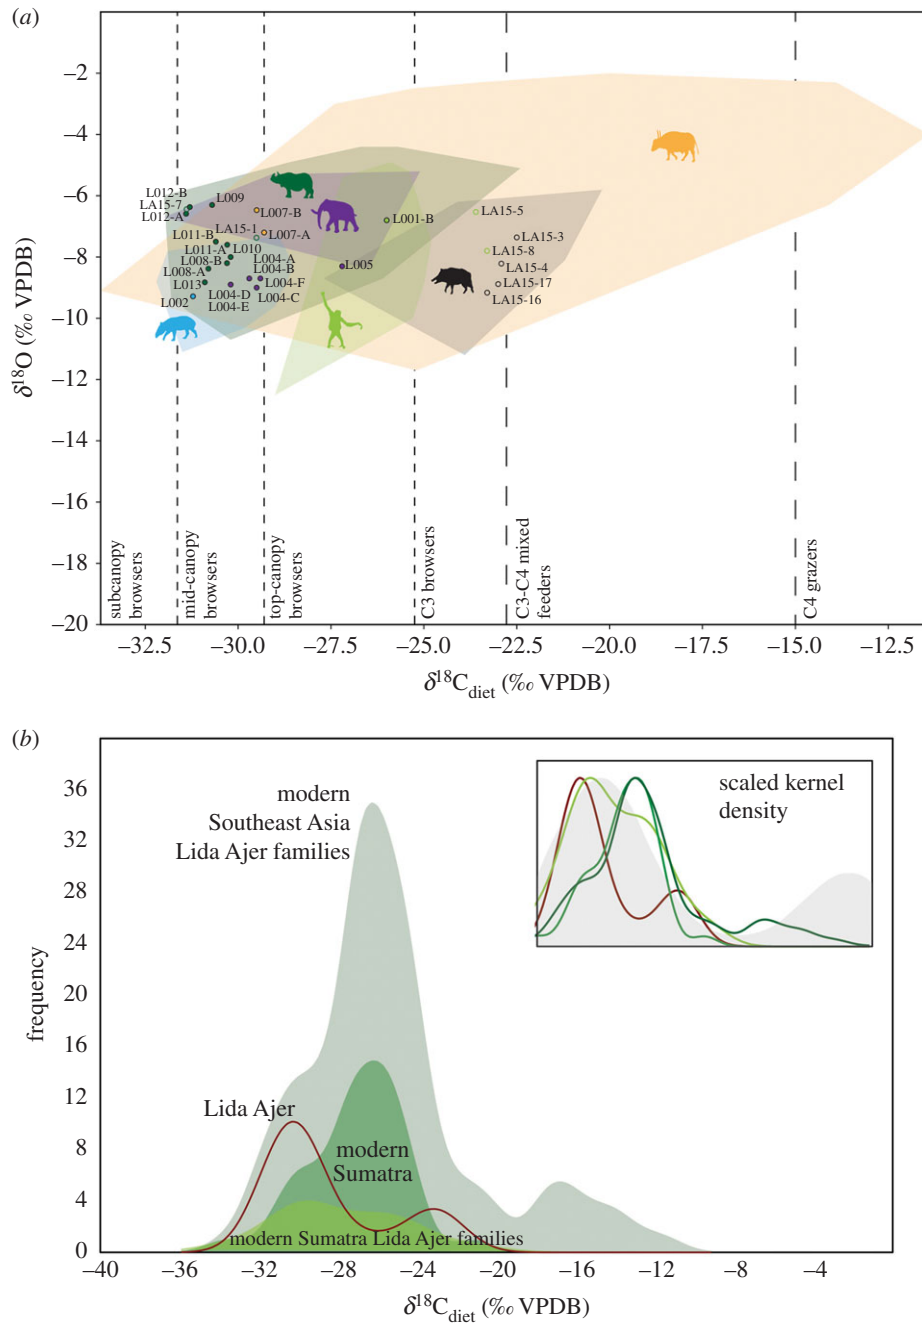 (a)
−2
−4
−6
−8
−10
−12
−14
−16
−18
−20
δ18O (‰ VPDB)
L012-B
LA15-7
L012-A
L009
L007-B
LA15-1
L007-A
L011-B
L011-A
L010
L008-B
L008-A
L013
L002
L004-A
L004-B
L004-F
L004-D
L004-C
L004-E
L005
L001-B
LA15-5
LA15-3
LA15-8
LA15-4
LA15-17
LA15-16
subcanopy
browsers
mid-canopy
browsers
top-canopy
browsers
C3 browsers
C3-C4 mixed
feeders
C4 grazers
−32.5 −30.0 −27.5 −25.0 −22.5 −20.0 −17.5 −15.0 −12.5
δ18Cdiet (‰ VPDB)
(b)
36
32
28
24
20
16
12
8
4
0
frequency
modern
Southeast Asia
Lida Ajer families
scaled kernel
density
Lida Ajer
modern
Sumatra
modern Sumatra Lida Ajer families
−40 −36 −32 −28 −24 −20 −16 −12 −8 −4
δ18Cdiet (‰ VPDB)